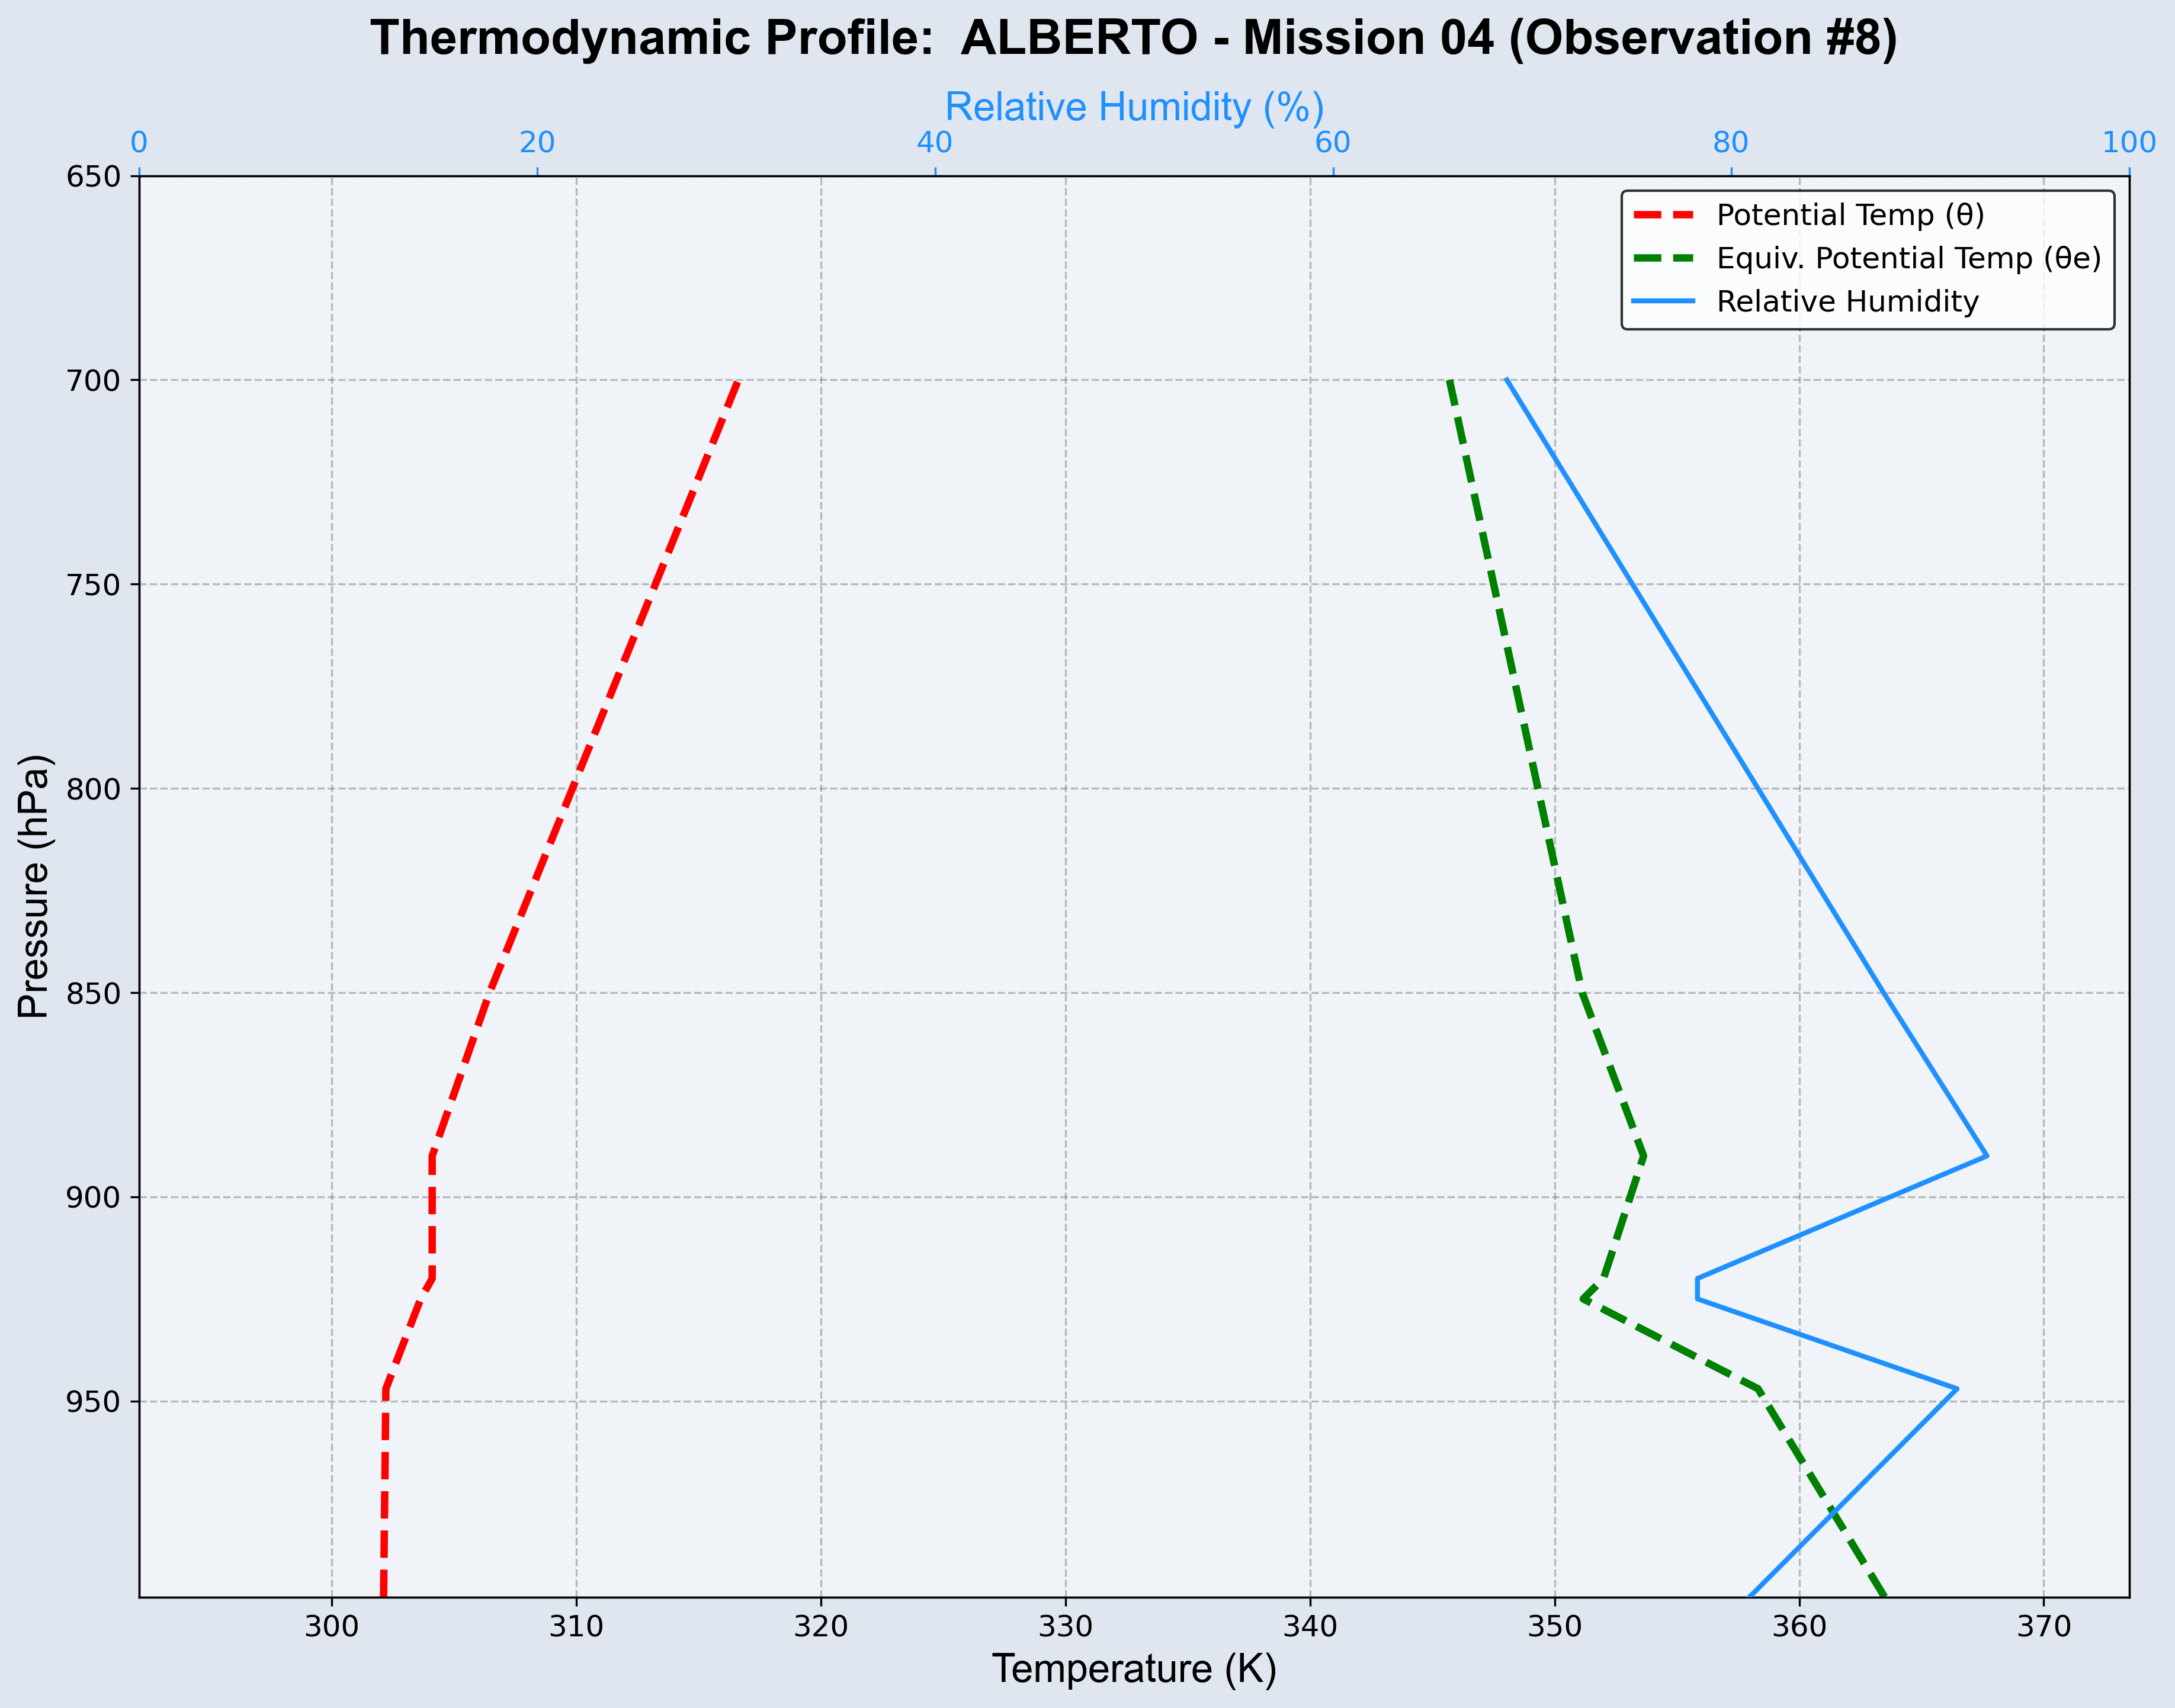 Thermodynamic Profile:  ALBERTO - Mission 04 (Observation #8)
Relative Humidity (%)
0 20 40 60 80 100
Potential Temp (θ)
Equiv. Potential Temp (θe)
Relative Humidity
Pressure (hPa)
650
700
750
800
850
900
950
300 310 320 330 340 350 360 370
Temperature (K)